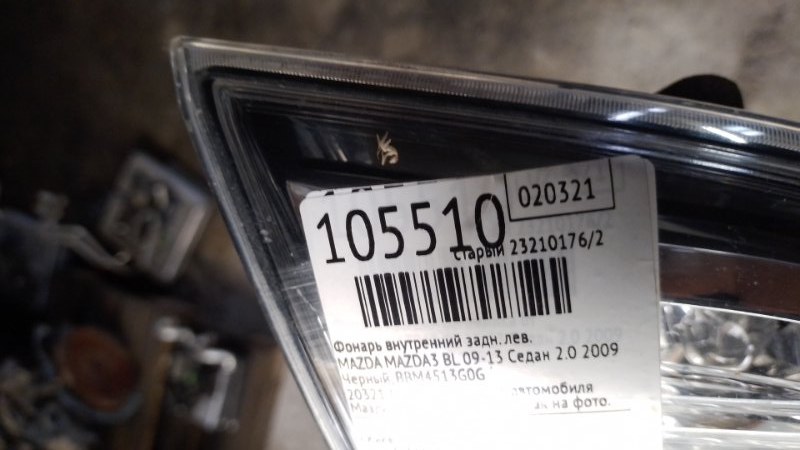 105510
020321
старый 23210176/2
Фонарь внутренний задн. лев.
MAZDA MAZDA3 BL 09-13 Седан 2.0 2009
Черный BBM4513G0G
20321
на фото.